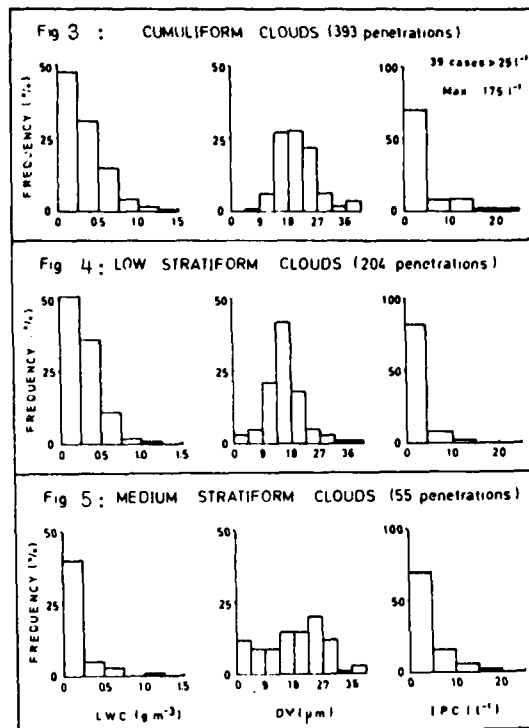 Fig 3 : CUMULIFORM CLOUDS (393 penetrations)
39 cases > 25 l⁻¹
Max 175 l⁻¹
FREQUENCY (%)
50 25 0
0 0.5 1.0 1.5
50 25 0
0 9 18 27 36
100 50 0
0 10 20
Fig 4 : LOW STRATIFORM CLOUDS (204 penetrations)
FREQUENCY (%)
50 25 0
0 0.5 1.0 1.5
50 25 0
0 9 18 27 36
100 50 0
0 10 20
Fig 5 : MEDIUM STRATIFORM CLOUDS (55 penetrations)
FREQUENCY (%)
50 25 0
0 0.5 1.0 1.5
50 25 0
0 9 18 27 36
100 50 0
0 10 20
LWC (g m⁻³) DV (µm) IPC (l⁻¹)